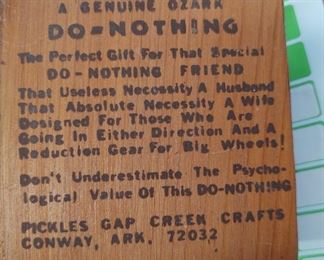 A GENUINE OZARK
DO-NOTHING
The Perfect Gift For That Special
DO-NOTHING FRIEND
That Useless Necessity A Husband
That Absolute Necessity A Wife
Designed For Those Who Are
Going In Either Direction And A
Reduction Gear For Big Wheels!
Don't Underestimate The Psycho-
logical Value Of This DO-NOTHING
PICKLES GAP CREEK CRAFTS
CONWAY, ARK. 72032